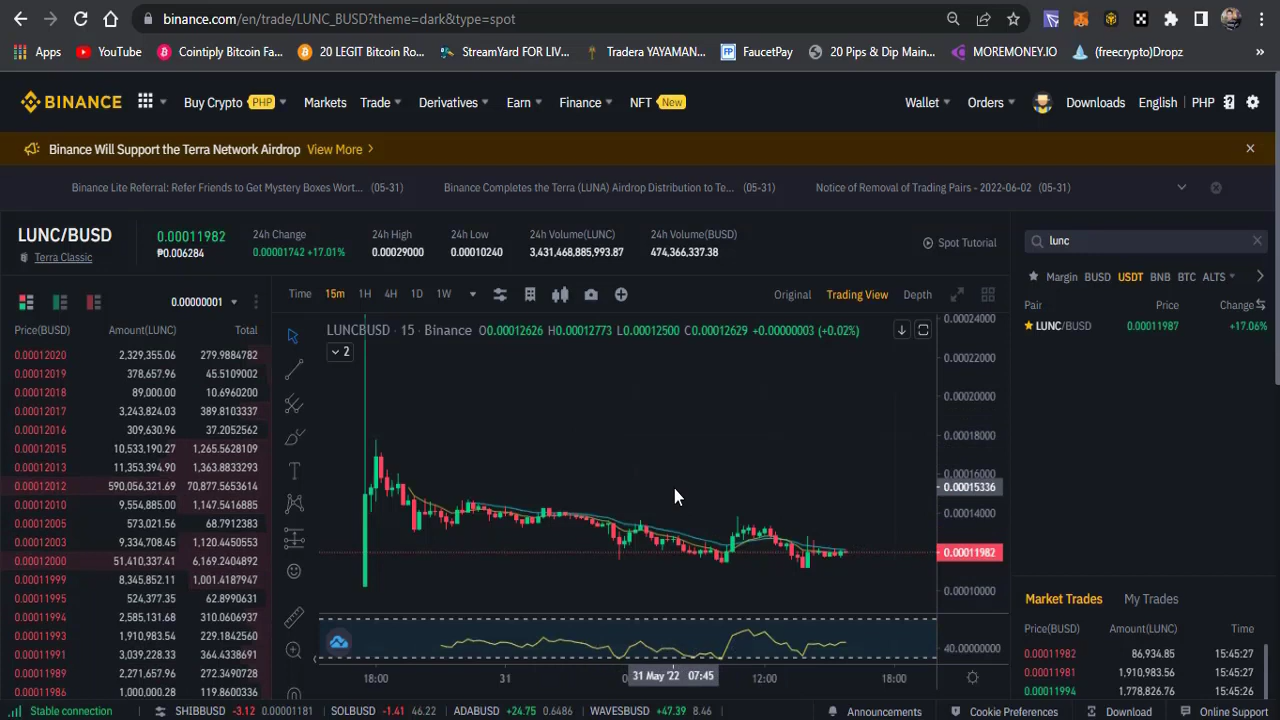 binance.com/en/trade/LUNC_BUSD?theme=dark&type=spot
Apps YouTube Cointiply Bitcoin Fa... 20 LEGIT Bitcoin Ro... StreamYard FOR LIV... Tradera YAYAMAN... FP FaucetPay 20 Pips & Dip Main... MOREMONEY.IO (freecrypto)Dropz »
BINANCE Buy Crypto PHP Markets Trade Derivatives Earn Finance NFT New Wallet Orders Downloads English PHP
Binance Will Support the Terra Network Airdrop View More
Binance Lite Referral: Refer Friends to Get Mystery Boxes Wort... (05-31) Binance Completes the Terra (LUNA) Airdrop Distribution to Te... (05-31) Notice of Removal of Trading Pairs - 2022-06-02 (05-31)
LUNC/BUSD
Terra Classic
0.00011982
₱0.006284
24h Change
0.00001742 +17.01%
24h High
0.00029000
24h Low
0.00010240
24h Volume(LUNC)
3,431,468,885,993.87
24h Volume(BUSD)
474,366,337.38
Spot Tutorial
0.00000001
Price(BUSD) Amount(LUNC) Total
0.00012020 2,329,355.06 279.9884782
0.00012019 378,657.96 45.5109002
0.00012018 89,000.00 10.6960200
0.00012017 3,243,824.03 389.8103337
0.00012016 309,630.96 37.2052562
0.00012015 10,533,190.27 1,265.5628109
0.00012013 11,353,394.90 1,363.8833293
0.00012012 590,056,321.69 70,877.5653614
0.00012010 9,554,885.00 1,147.5416885
0.00012005 573,021.56 68.7912383
0.00012003 9,334,708.45 1,120.4450553
0.00012000 51,410,337.41 6,169.2404892
0.00011999 8,345,852.11 1,001.4187947
0.00011995 524,377.35 62.8990631
0.00011994 2,585,131.68 310.0606937
0.00011993 1,910,983.54 229.1842560
0.00011991 3,039,228.33 364.4338691
0.00011989 2,271,657.73 272.3490710
0.00011986 1,000,000.28 119.8600336
Time 15m 1H 4H 1D 1W Original Trading View Depth
LUNCBUSD · 15 · Binance O0.00012626 H0.00012773 L0.00012500 C0.00012629 +0.00000003 (+0.02%)
2
0.00024000
0.00022000
0.00020000
0.00018000
0.00016000
0.00015336
0.00014000
0.00011982
0.00010000
40.00000000
18:00 31 31 May '22 07:45 12:00 18:00
lunc
Margin BUSD USDT BNB BTC ALTS
Pair Price Change
LUNC/BUSD 0.00011987 +17.06%
Market Trades My Trades
Price(BUSD) Amount(LUNC) Time
0.00011982 86,934.85 15:45:27
0.00011981 1,910,983.56 15:45:27
0.00011994 1,778,826.76 15:45:26
Stable connection SHIBBUSD -3.12 0.00001181 SOLBUSD -1.41 46.22 ADABUSD +24.75 0.6486 WAVESBUSD +47.39 8.46 Announcements Cookie Preferences Download Online Support